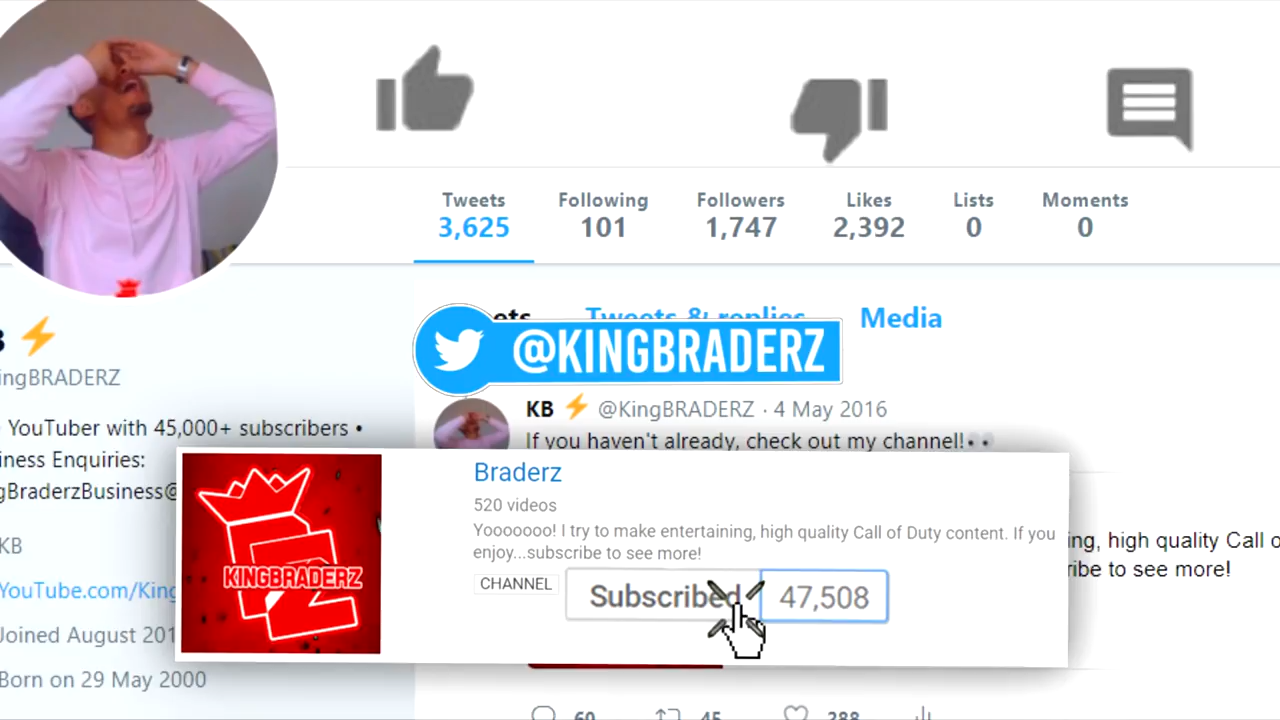 Tweets Following Followers Likes Lists Moments
3,625 101 1,747 2,392 0 0
Tweets & replies Media
@KINGBRADERZ
KB ⚡ @KingBRADERZ · 4 May 2016
If you haven't already, check out my channel!👀
ingBRADERZ
YouTuber with 45,000+ subscribers •
iness Enquiries:
gBraderzBusiness@
KB
YouTube.com/King
Joined August 201
Born on 29 May 2000
KINGBRADERZ
Braderz
520 videos
Yooooooo! I try to make entertaining, high quality Call of Duty content. If you
enjoy...subscribe to see more!
CHANNEL Subscribed 47,508
ing, high quality Call o
ribe to see more!
60 45 288